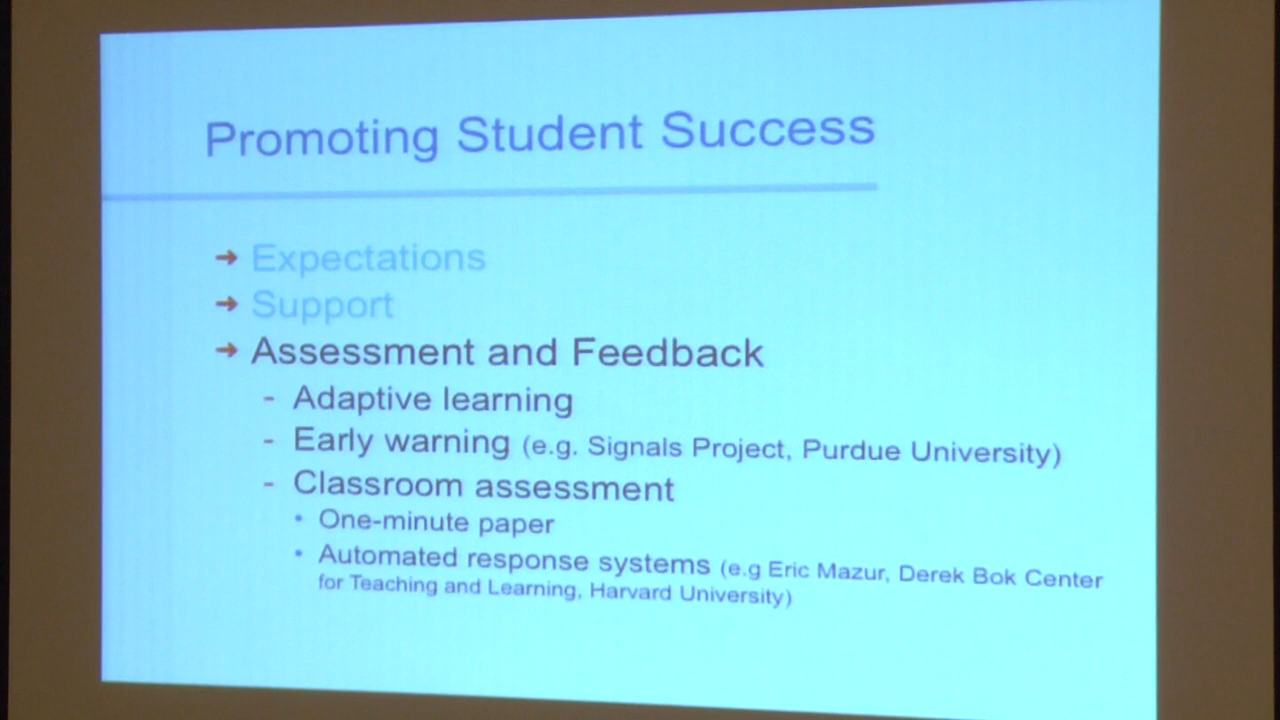 Promoting Student Success
➜ Expectations
➜ Support
➜ Assessment and Feedback
- Adaptive learning
- Early warning (e.g. Signals Project, Purdue University)
- Classroom assessment
• One-minute paper
• Automated response systems (e.g Eric Mazur, Derek Bok Center
for Teaching and Learning, Harvard University)